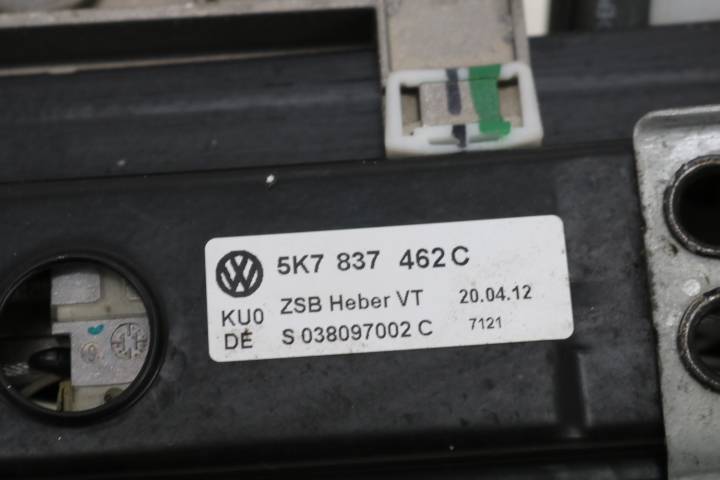 5K7 837 462 C
KU0 ZSB Heber VT 20.04.12
DE S 038097002 C 7121